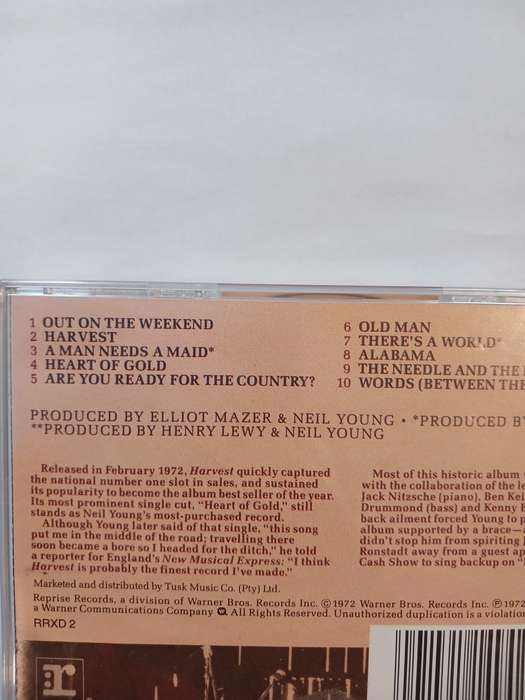 1 OUT ON THE WEEKEND
2 HARVEST
3 A MAN NEEDS A MAID*
4 HEART OF GOLD
5 ARE YOU READY FOR THE COUNTRY?
6 OLD MAN
7 THERE'S A WORLD*
8 ALABAMA
9 THE NEEDLE AND THE
10 WORDS (BETWEEN THE
PRODUCED BY ELLIOT MAZER & NEIL YOUNG • *PRODUCED BY
**PRODUCED BY HENRY LEWY & NEIL YOUNG
Released in February 1972, Harvest quickly captured
the national number one slot in sales, and sustained
its popularity to become the album best seller of the year.
Its most prominent single cut, "Heart of Gold," still
stands as Neil Young's most-purchased record.
Although Young later said of that single, "this song
put me in the middle of the road; travelling there
soon became a bore so I headed for the ditch," he told
a reporter for England's New Musical Express: "I think
Harvest is probably the finest record I've made."
Most of this historic album
with the collaboration of the
Jack Nitzsche (piano), Ben
Drummond (bass) and Kenny
back ailment forced Young to
album supported by a brace—
didn't stop him from spiriting
Ronstadt away from a guest
Cash Show to sing backup on
Marketed and distributed by Tusk Music Co. (Pty) Ltd.
Reprise Records, a division of Warner Bros. Records Inc. ©1972 Warner Bros. Records Inc. ℗1972
a Warner Communications Company. All Rights Reserved. Unauthorized duplication is a violation
RRXD 2
r